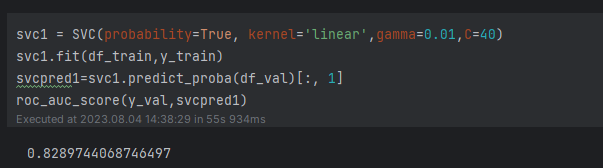 svc1 = SVC(probability=True, kernel='linear',gamma=0.01,C=40)
svc1.fit(df_train,y_train)
svcpred1=svc1.predict_proba(df_val)[:, 1]
roc_auc_score(y_val,svcpred1)
Executed at 2023.08.04 14:38:29 in 55s 934ms
0.8289744068746497